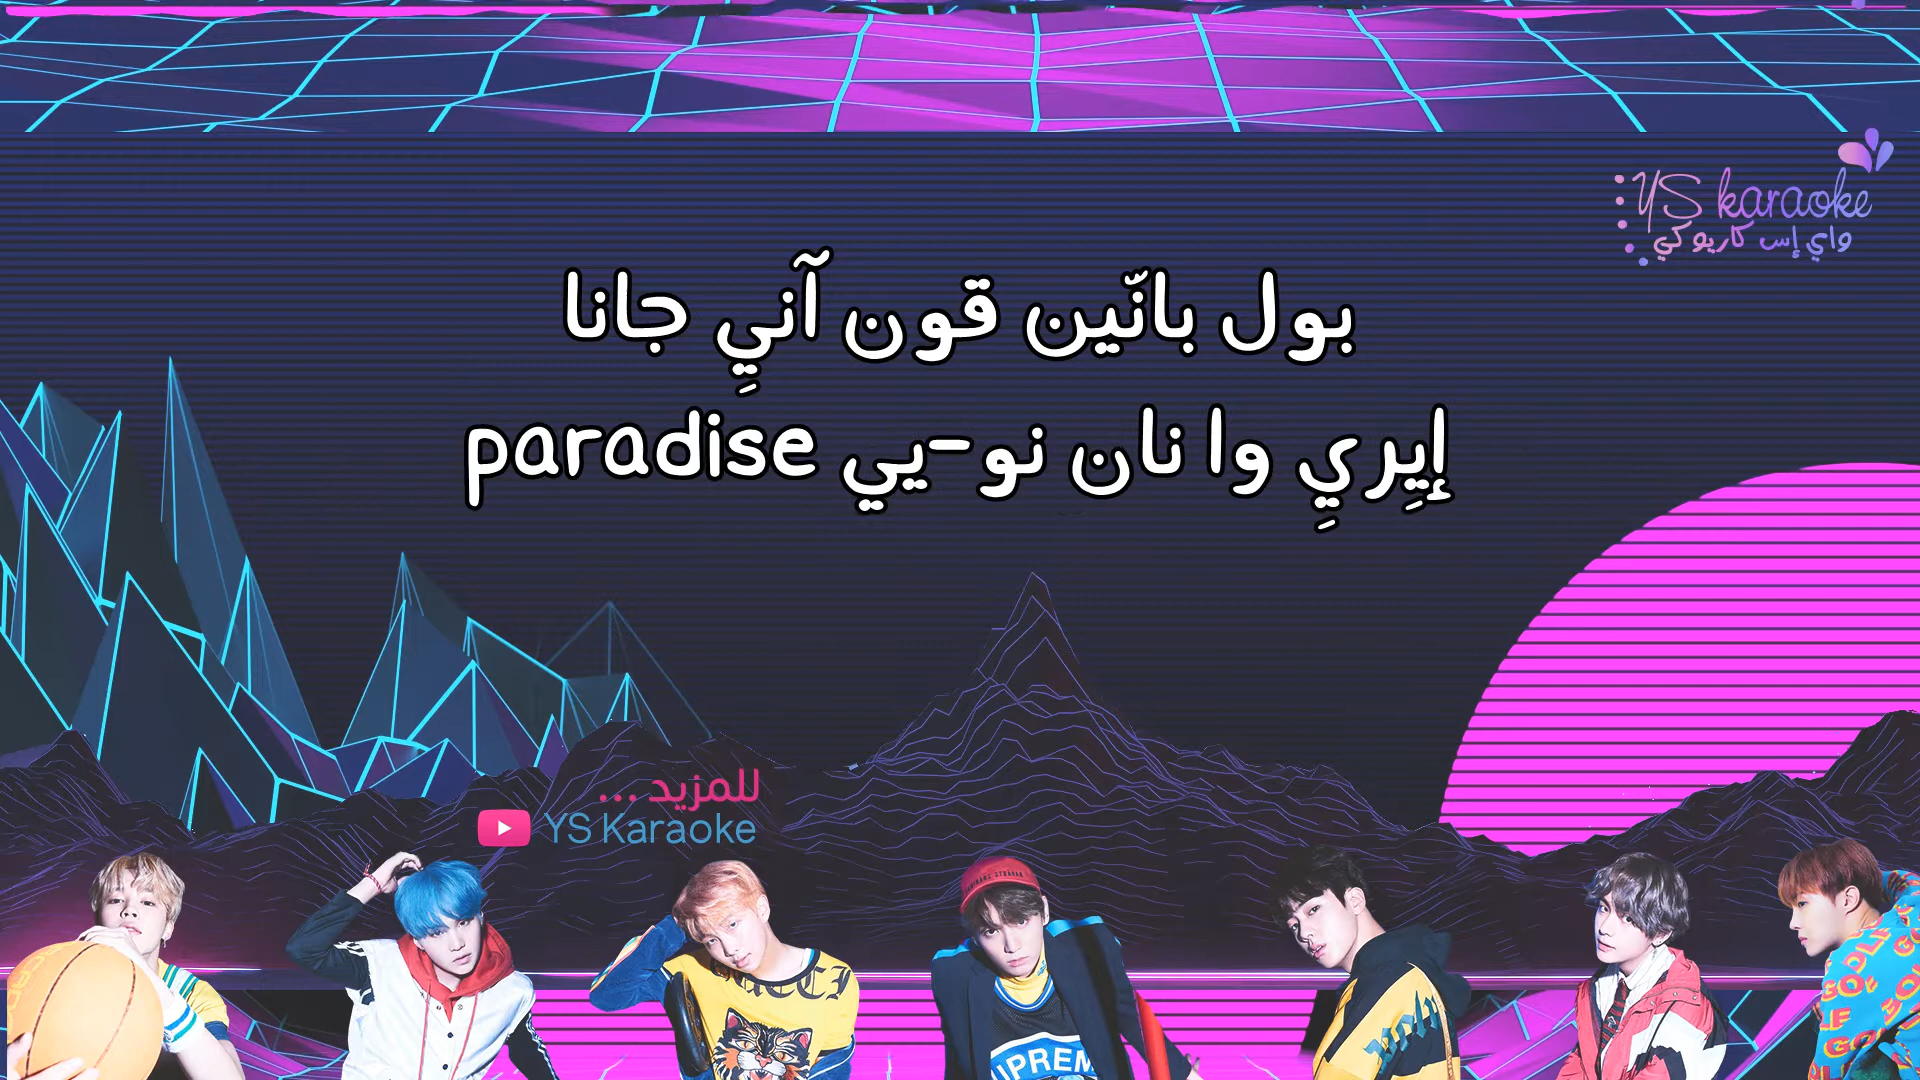 YS karaoke
واي إس كاريوكي
بول بانّين قون آنيِ جانا
إيِريِ وا نان نو-يي paradise
للمزيد ...
YS Karaoke
UPREM